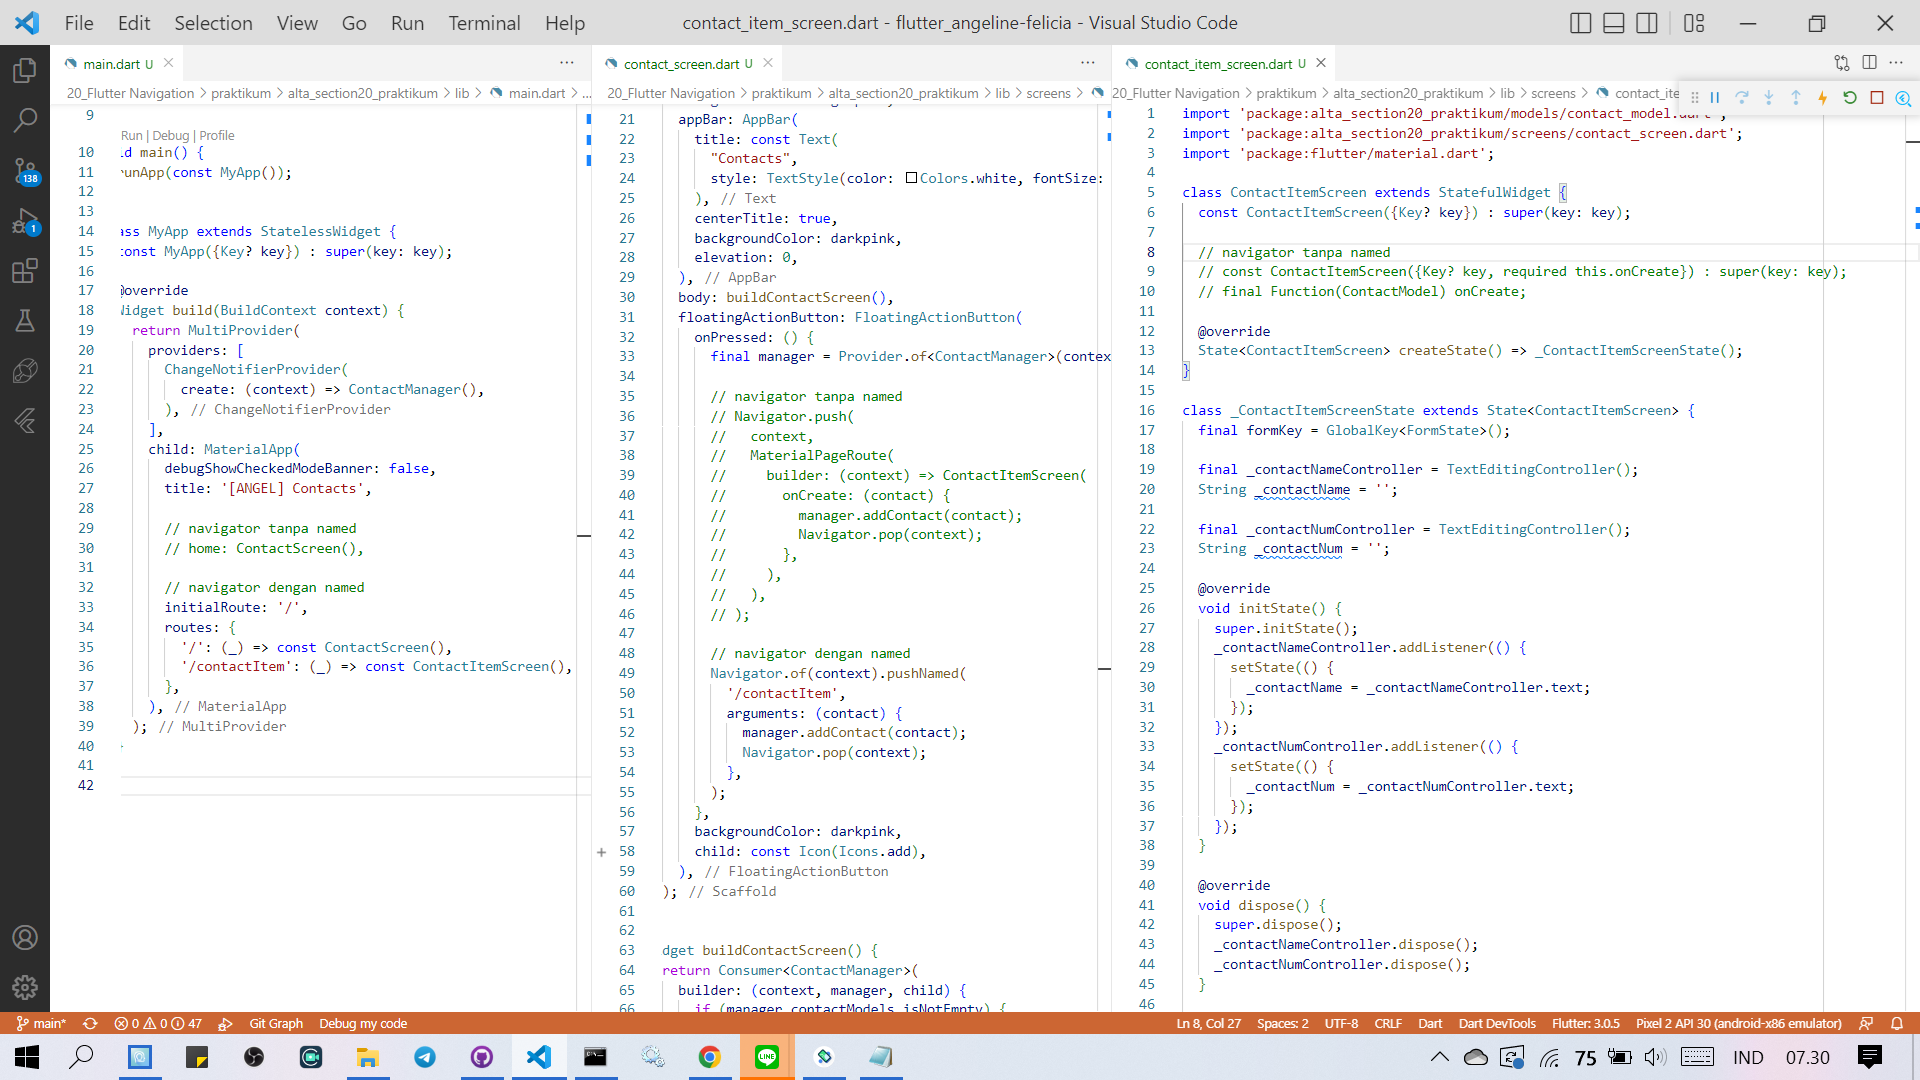 File Edit Selection View Go Run Terminal Help
contact_item_screen.dart - flutter_angeline-felicia - Visual Studio Code
main.dart U
20_Flutter Navigation > praktikum > alta_section20_praktikum > lib > main.dart > ...
9
Run | Debug | Profile
10 id main() {
11 runApp(const MyApp());
12
13
14 ass MyApp extends StatelessWidget {
15 const MyApp({Key? key}) : super(key: key);
16
17 @override
18 Widget build(BuildContext context) {
19 return MultiProvider(
20 providers: [
21 ChangeNotifierProvider(
22 create: (context) => ContactManager(),
23 ), // ChangeNotifierProvider
24 ],
25 child: MaterialApp(
26 debugShowCheckedModeBanner: false,
27 title: '[ANGEL] Contacts',
28
29 // navigator tanpa named
30 // home: ContactScreen(),
31
32 // navigator dengan named
33 initialRoute: '/',
34 routes: {
35 '/': (_) => const ContactScreen(),
36 '/contactItem': (_) => const ContactItemScreen(),
37 },
38 ), // MaterialApp
39 ); // MultiProvider
40
41
42
contact_screen.dart U
20_Flutter Navigation > praktikum > alta_section20_praktikum > lib > screens >
21 appBar: AppBar(
22 title: const Text(
23 "Contacts",
24 style: TextStyle(color: Colors.white, fontSize:
25 ), // Text
26 centerTitle: true,
27 backgroundColor: darkpink,
28 elevation: 0,
29 ), // AppBar
30 body: buildContactScreen(),
31 floatingActionButton: FloatingActionButton(
32 onPressed: () {
33 final manager = Provider.of<ContactManager>(contex
34
35 // navigator tanpa named
36 // Navigator.push(
37 // context,
38 // MaterialPageRoute(
39 // builder: (context) => ContactItemScreen(
40 // onCreate: (contact) {
41 // manager.addContact(contact);
42 // Navigator.pop(context);
43 // },
44 // ),
45 // ),
46 // );
47
48 // navigator dengan named
49 Navigator.of(context).pushNamed(
50 '/contactItem',
51 arguments: (contact) {
52 manager.addContact(contact);
53 Navigator.pop(context);
54 },
55 );
56 },
57 backgroundColor: darkpink,
58 child: const Icon(Icons.add),
59 ), // FloatingActionButton
60 ); // Scaffold
61
62
63 dget buildContactScreen() {
64 return Consumer<ContactManager>(
65 builder: (context, manager, child) {
66 if (manager.contactModels.isNotEmpty) {
contact_item_screen.dart U
20_Flutter Navigation > praktikum > alta_section20_praktikum > lib > screens > contact_ite
1 import 'package:alta_section20_praktikum/models/contact_model.dart';
2 import 'package:alta_section20_praktikum/screens/contact_screen.dart';
3 import 'package:flutter/material.dart';
4
5 class ContactItemScreen extends StatefulWidget {
6 const ContactItemScreen({Key? key}) : super(key: key);
7
8 // navigator tanpa named
9 // const ContactItemScreen({Key? key, required this.onCreate}) : super(key: key);
10 // final Function(ContactModel) onCreate;
11
12 @override
13 State<ContactItemScreen> createState() => _ContactItemScreenState();
14 }
15
16 class _ContactItemScreenState extends State<ContactItemScreen> {
17 final formKey = GlobalKey<FormState>();
18
19 final _contactNameController = TextEditingController();
20 String _contactName = '';
21
22 final _contactNumController = TextEditingController();
23 String _contactNum = '';
24
25 @override
26 void initState() {
27 super.initState();
28 _contactNameController.addListener(() {
29 setState(() {
30 _contactName = _contactNameController.text;
31 });
32 });
33 _contactNumController.addListener(() {
34 setState(() {
35 _contactNum = _contactNumController.text;
36 });
37 });
38 }
39
40 @override
41 void dispose() {
42 super.dispose();
43 _contactNameController.dispose();
44 _contactNumController.dispose();
45 }
46
138
1
main* 0 0 47 Git Graph Debug my code
Ln 8, Col 27 Spaces: 2 UTF-8 CRLF Dart Dart DevTools Flutter: 3.0.5 Pixel 2 API 30 (android-x86 emulator)
LINE
75 IND 07.30